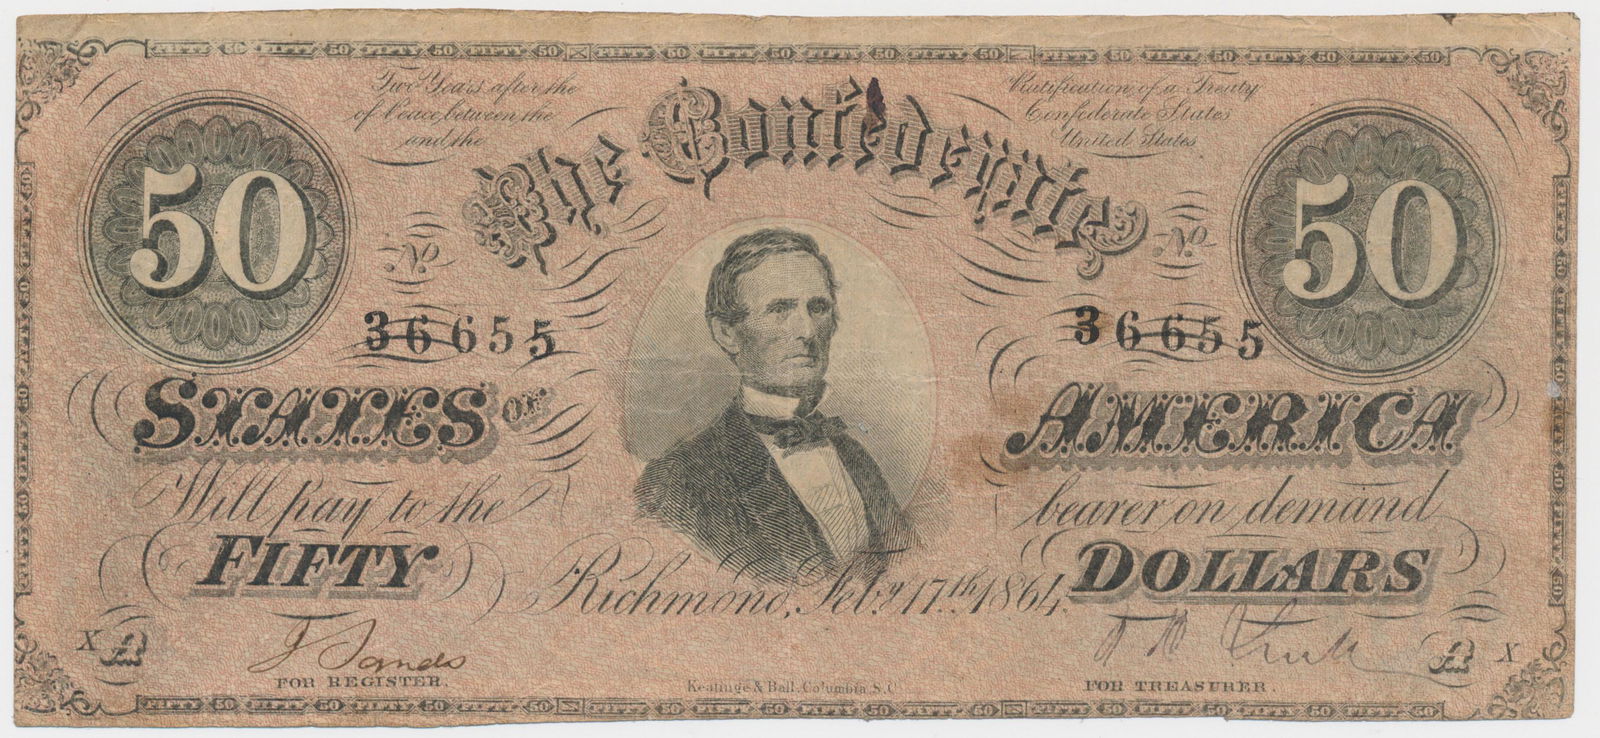 Two Years after the
of Peace between the
and the
Ratification of a Treaty
Confederate States
United States
The Confederate
50
50
No.
No.
36655
36655
STATES OF
AMERICA
Will pay to the
bearer on demand
FIFTY
DOLLARS
Richmond, Feby. 17th. 1864.
X A
J Sands
FOR REGISTER.
Keatinge & Ball, Columbia, S.C.
FOR TREASURER.
A X